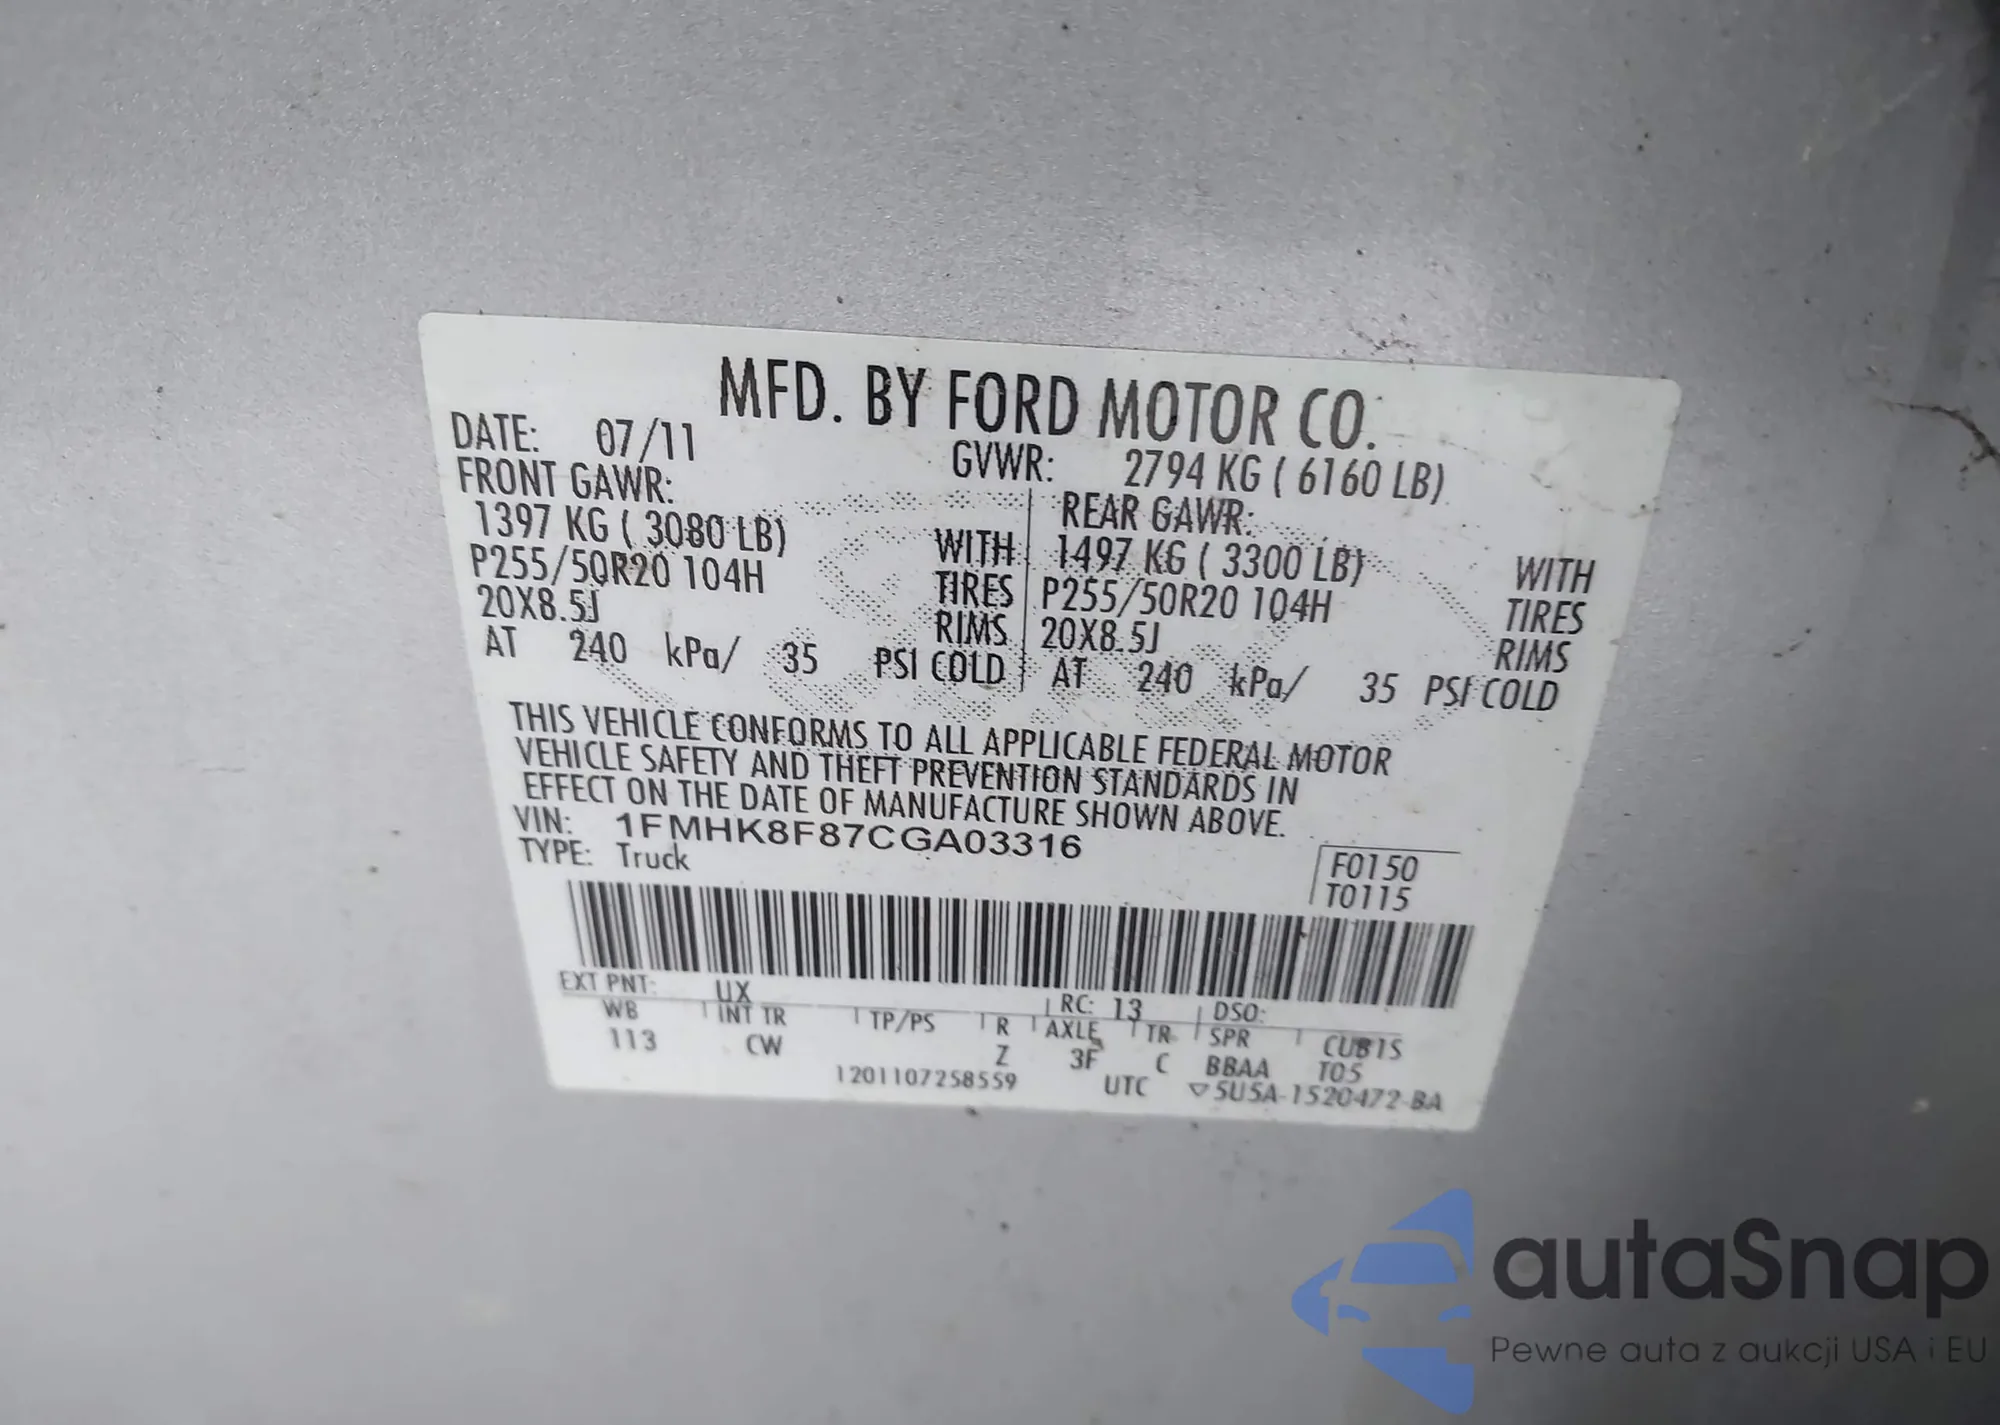 MFD. BY FORD MOTOR CO.
DATE: 07/11 GVWR: 2794 KG ( 6160 LB)
FRONT GAWR: REAR GAWR:
1397 KG ( 3080 LB) WITH 1497 KG ( 3300 LB) WITH
P255/50R20 104H TIRES P255/50R20 104H TIRES
20X8.5J RIMS 20X8.5J RIMS
AT 240 kPa/ 35 PSI COLD AT 240 kPa/ 35 PSI COLD
THIS VEHICLE CONFORMS TO ALL APPLICABLE FEDERAL MOTOR
VEHICLE SAFETY AND THEFT PREVENTION STANDARDS IN
EFFECT ON THE DATE OF MANUFACTURE SHOWN ABOVE.
VIN: 1FMHK8F87CGA03316
TYPE: Truck
F0150
T0115
EXT PNT: UX RC: 13 DSO:
WB INT TR TP/PS R AXLE TR SPR CUB1S
113 CW Z 3F C BBAA T05
1201107258559 UTC ▽5U5A-1520472-BA
autaSnap
Pewne auta z aukcji USA i EU